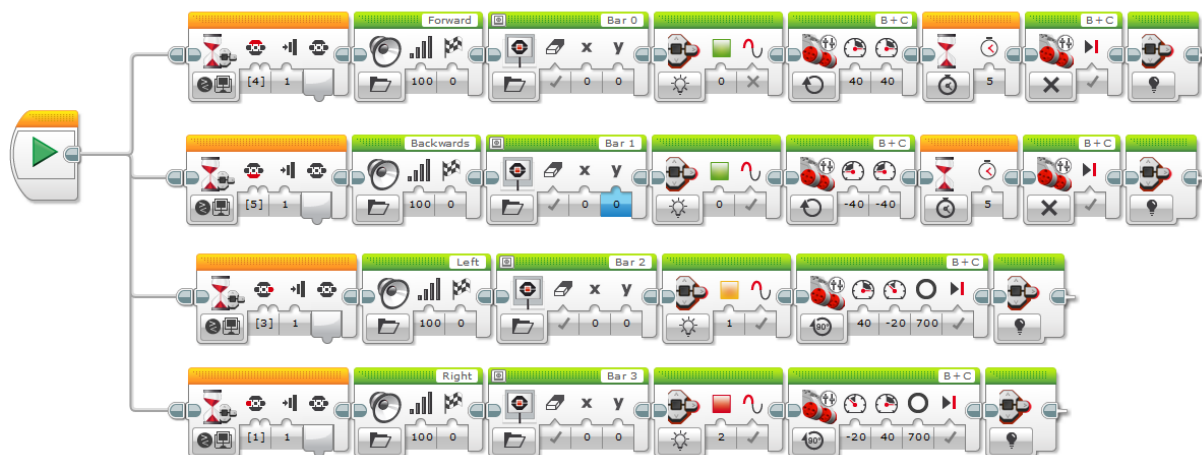 Forward Bar 0 B+C B+C
[4] 1 100 0 x y 0 0 0 40 40 5
Backwards Bar 1 B+C B+C
[5] 1 100 0 x y 0 0 0 -40 -40 5
Left Bar 2 B+C
[3] 1 100 0 x y 0 0 1 90° 40 -20 700
Right Bar 3 B+C
[1] 1 100 0 x y 0 0 2 90° -20 40 700